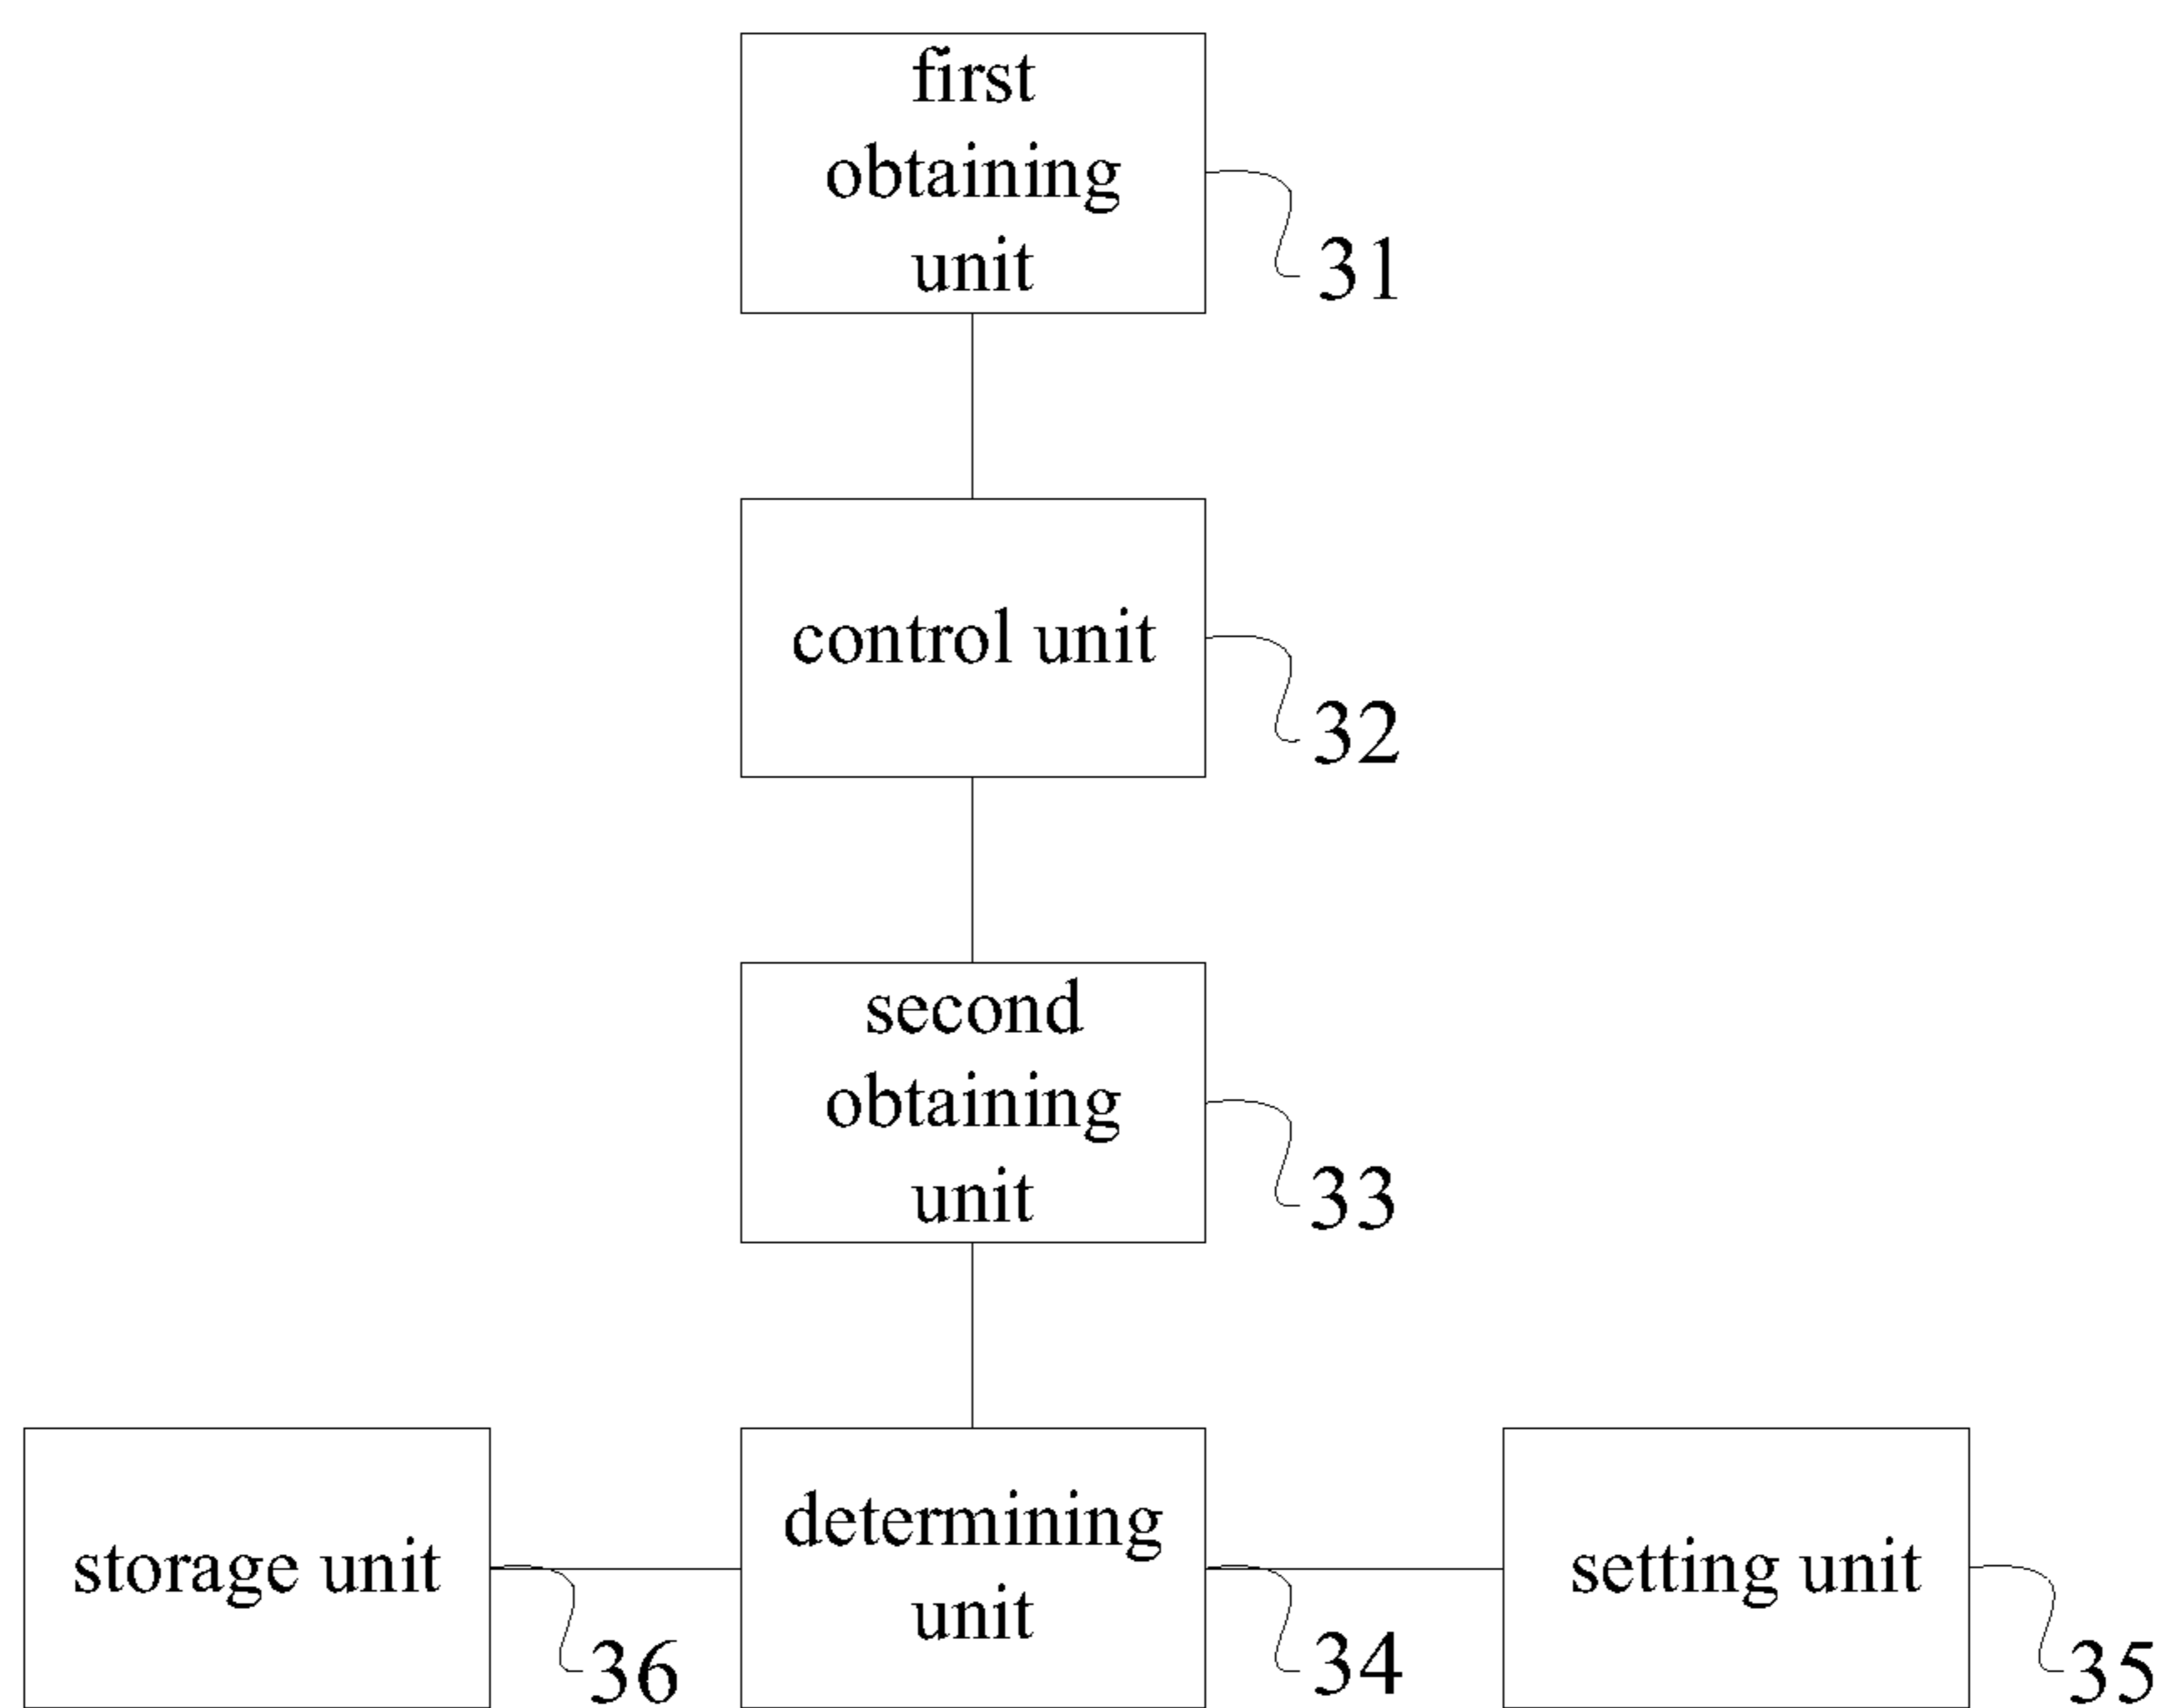 first
obtaining
unit
31
control unit
32
second
obtaining
unit
33
storage unit
36
determining
unit
34
setting unit
35